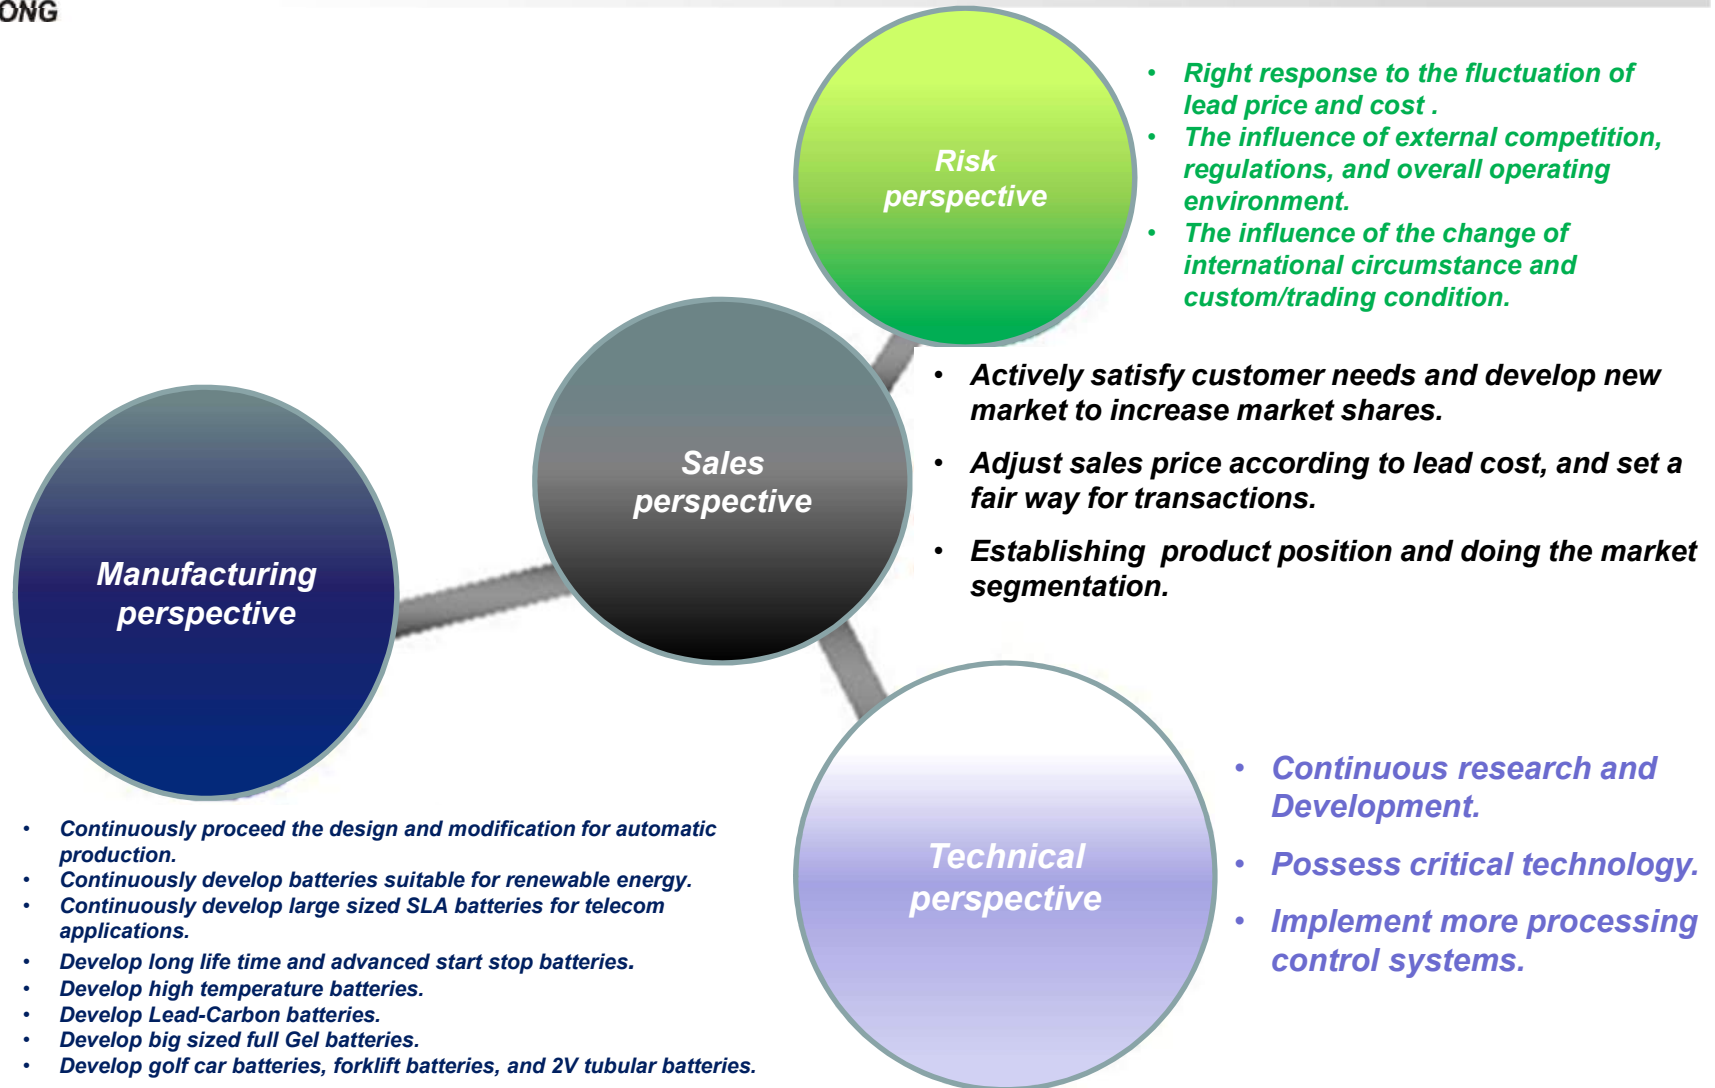 ONG
Risk
perspective
• Right response to the fluctuation of
lead price and cost .
• The influence of external competition,
regulations, and overall operating
environment.
• The influence of the change of
international circumstance and
custom/trading condition.
Sales
perspective
• Actively satisfy customer needs and develop new
market to increase market shares.
• Adjust sales price according to lead cost, and set a
fair way for transactions.
• Establishing  product position and doing the market
segmentation.
Manufacturing
perspective
• Continuously proceed the design and modification for automatic
production.
• Continuously develop batteries suitable for renewable energy.
• Continuously develop large sized SLA batteries for telecom
applications.
• Develop long life time and advanced start stop batteries.
• Develop high temperature batteries.
• Develop Lead-Carbon batteries.
• Develop big sized full Gel batteries.
• Develop golf car batteries, forklift batteries, and 2V tubular batteries.
Technical
perspective
• Continuous research and
Development.
• Possess critical technology.
• Implement more processing
control systems.